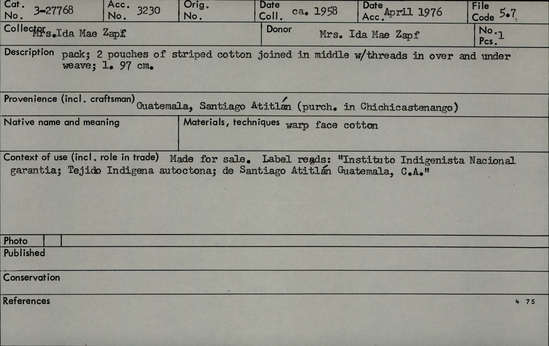 Cat. No. 3-27768 Acc. No. 3230 Orig. No. Date Coll. ca. 1958 Date Acc. April 1976 File Code 5.7
Collector Mrs. Ida Mae Zapf Donor Mrs. Ida Mae Zapf No. Pcs. 1
Description pack; 2 pouches of striped cotton joined in middle w/threads in over and under
weave; l. 97 cm.
Provenience (incl. craftsman) Guatemala, Santiago Atitlán (purch. in Chichicastenango)
Native name and meaning Materials, techniques warp face cotton
Context of use (incl. role in trade) Made for sale. Label reads: "Instituto Indigenista Nacional
garantia; Tejido Indigena autoctona; de Santiago Atitlán Guatemala, C.A."
Photo
Published
Conservation
References 4 75